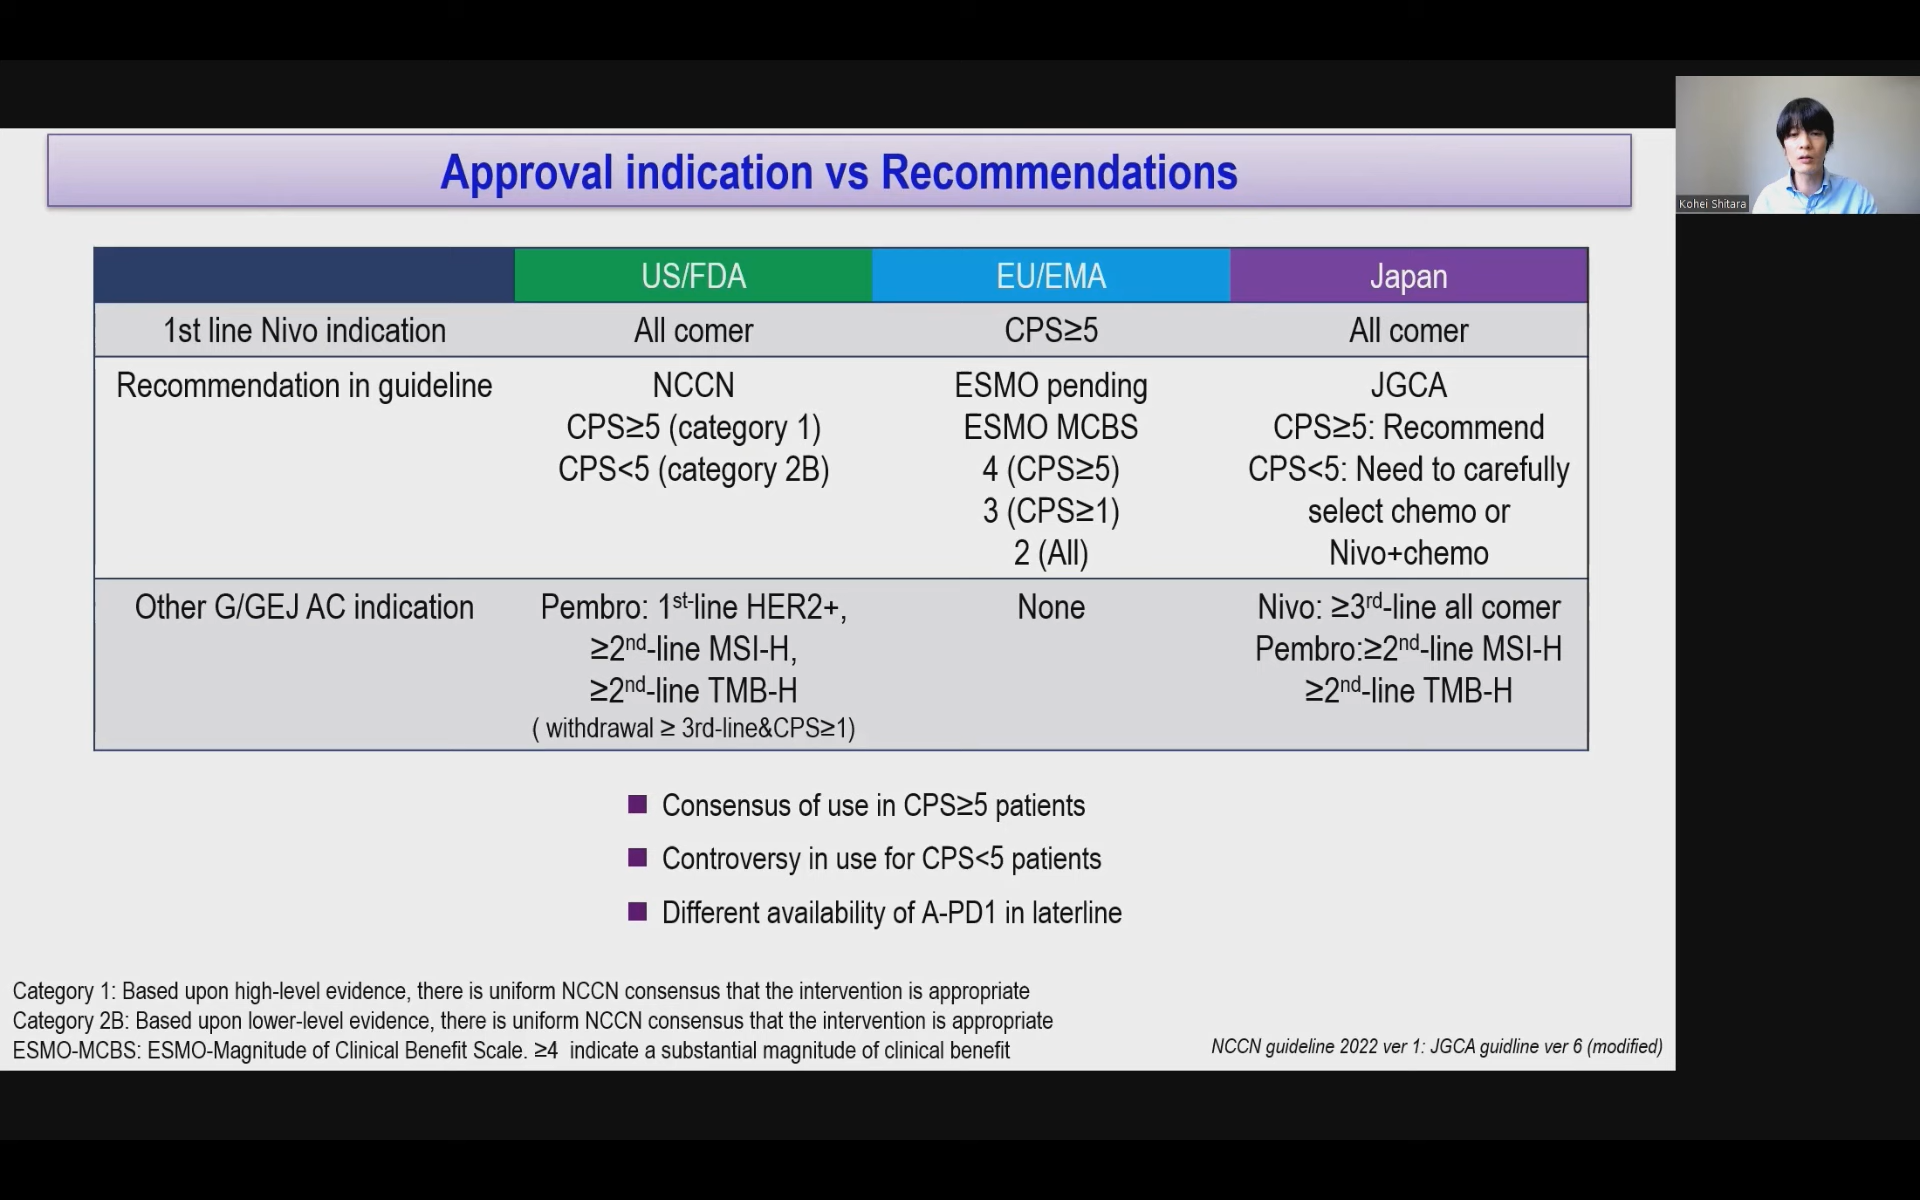 Approval indication vs Recommendations
Kohei Shitara
US/FDA EU/EMA Japan
1st line Nivo indication All comer CPS≥5 All comer
Recommendation in guideline NCCN ESMO pending JGCA
CPS≥5 (category 1) ESMO MCBS CPS≥5: Recommend
CPS<5 (category 2B) 4 (CPS≥5) CPS<5: Need to carefully
3 (CPS≥1) select chemo or
2 (All) Nivo+chemo
Other G/GEJ AC indication Pembro: 1st-line HER2+, None Nivo: ≥3rd-line all comer
≥2nd-line MSI-H, Pembro:≥2nd-line MSI-H
≥2nd-line TMB-H ≥2nd-line TMB-H
( withdrawal ≥ 3rd-line&CPS≥1)
Consensus of use in CPS≥5 patients
Controversy in use for CPS<5 patients
Different availability of A-PD1 in laterline
Category 1: Based upon high-level evidence, there is uniform NCCN consensus that the intervention is appropriate
Category 2B: Based upon lower-level evidence, there is uniform NCCN consensus that the intervention is appropriate
ESMO-MCBS: ESMO-Magnitude of Clinical Benefit Scale. ≥4 indicate a substantial magnitude of clinical benefit
NCCN guideline 2022 ver 1: JGCA guidline ver 6 (modified)